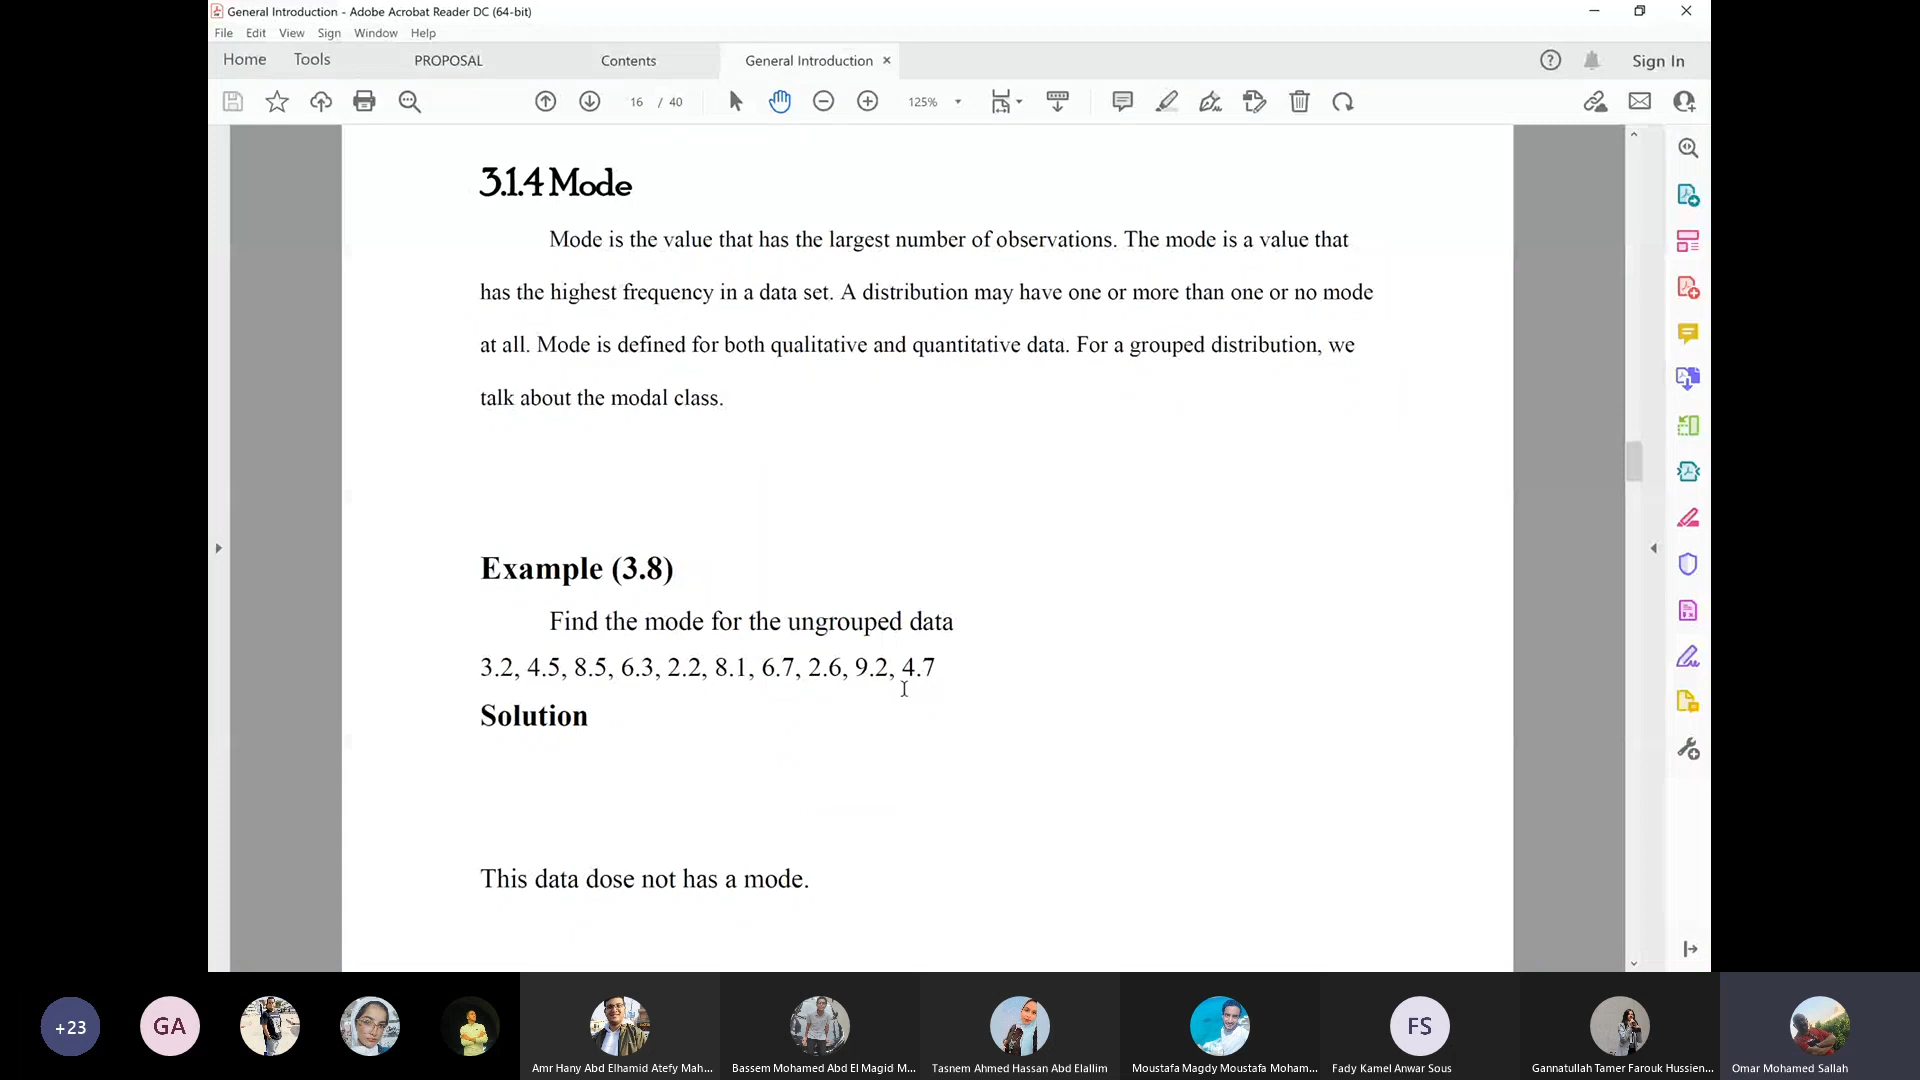 General Introduction - Adobe Acrobat Reader DC (64-bit)
File Edit View Sign Window Help
Home Tools PROPOSAL Contents General Introduction × Sign In
16 / 40 125%
3.1.4 Mode
Mode is the value that has the largest number of observations. The mode is a value that
has the highest frequency in a data set. A distribution may have one or more than one or no mode
at all. Mode is defined for both qualitative and quantitative data. For a grouped distribution, we
talk about the modal class.
Example (3.8)
Find the mode for the ungrouped data
3.2, 4.5, 8.5, 6.3, 2.2, 8.1, 6.7, 2.6, 9.2, 4.7
Solution
This data dose not has a mode.
+23 GA FS
Amr Hany Abd Elhamid Atefy Mah... Bassem Mohamed Abd El Magid M... Tasnem Ahmed Hassan Abd Elallim Moustafa Magdy Moustafa Moham... Fady Kamel Anwar Sous Gannatullah Tamer Farouk Hussien... Omar Mohamed Sallah